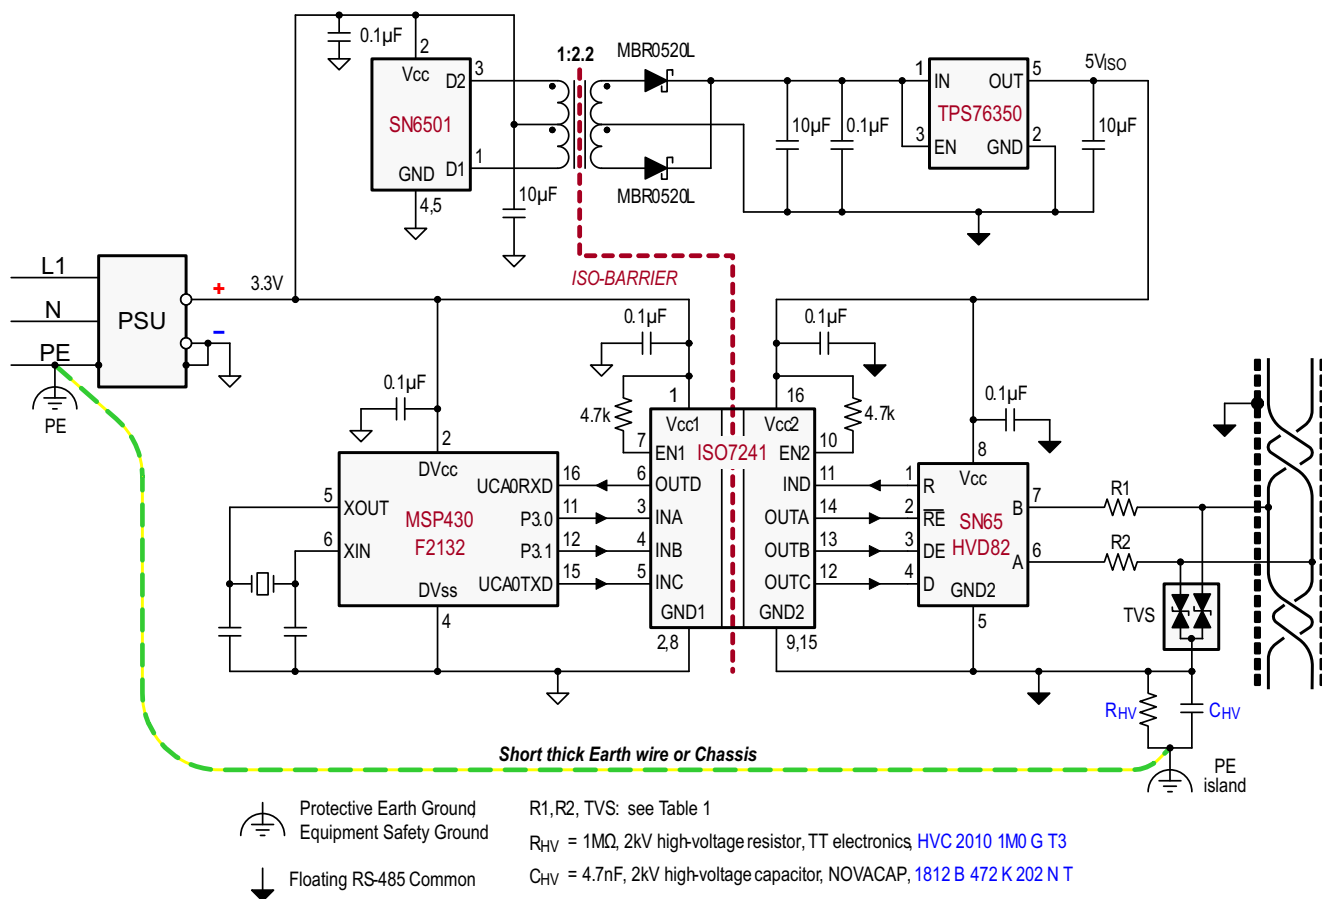 0.1µF
2
Vcc
D2
3
SN6501
D1
1
GND
4,5
10µF
1:2.2
MBR0520L
MBR0520L
10µF
0.1µF
1
IN
OUT
5
TPS76350
3
EN
GND
2
5VISO
10µF
ISO-BARRIER
L1
N
PE
PSU
+
–
3.3V
PE
0.1µF
0.1µF
0.1µF
0.1µF
4.7k
4.7k
1
Vcc1
7
EN1
6
OUTD
3
INA
4
INB
5
INC
GND1
2,8
ISO7241
16
Vcc2
10
EN2
11
IND
14
OUTA
13
OUTB
12
OUTC
GND2
9,15
2
DVcc
5
XOUT
6
XIN
MSP430
F2132
UCA0RXD
16
P3.0
11
P3.1
12
UCA0TXD
15
DVss
4
8
Vcc
1
R
2
RE
3
DE
4
D
SN65
HVD82
B
7
A
6
GND2
5
R1
R2
TVS
RHV
CHV
PE
island
Short thick Earth wire or Chassis
Protective Earth Ground,
Equipment Safety Ground
Floating RS-485 Common
R1,R2, TVS: see Table 1
RHV = 1MΩ, 2kV high-voltage resistor, TT electronics, HVC 2010 1M0 G T3
CHV = 4.7nF, 2kV high-voltage capacitor, NOVACAP, 1812 B 472 K 202 N T